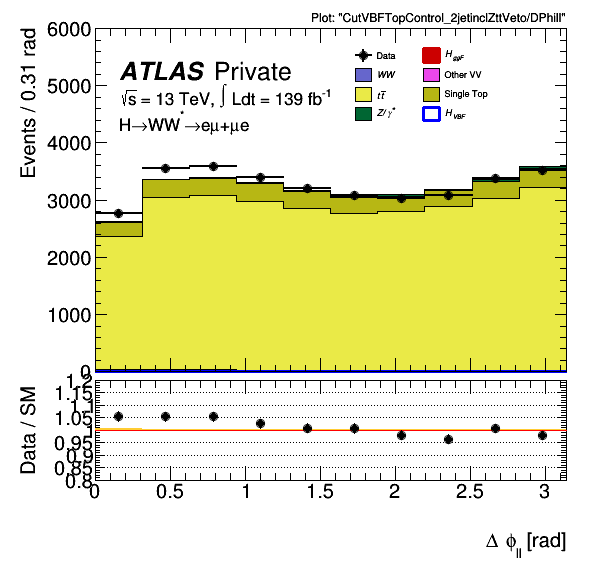 Plot: "CutVBFTopControl_2jetinclZttVeto/DPhill"
Events / 0.31 rad
6000
5000
4000
3000
2000
1000
0
ATLAS Private
√s = 13 TeV, ∫ Ldt = 139 fb⁻¹
H→WW*→eμ+μe
Data
WW
tt̅
Z/γ*
H_ggF
Other VV
Single Top
H_VBF
Data / SM
1.2
1.15
1.1
1.05
1
0.95
0.9
0.85
0.8
0 0.5 1 1.5 2 2.5 3
Δ ϕ_ll [rad]